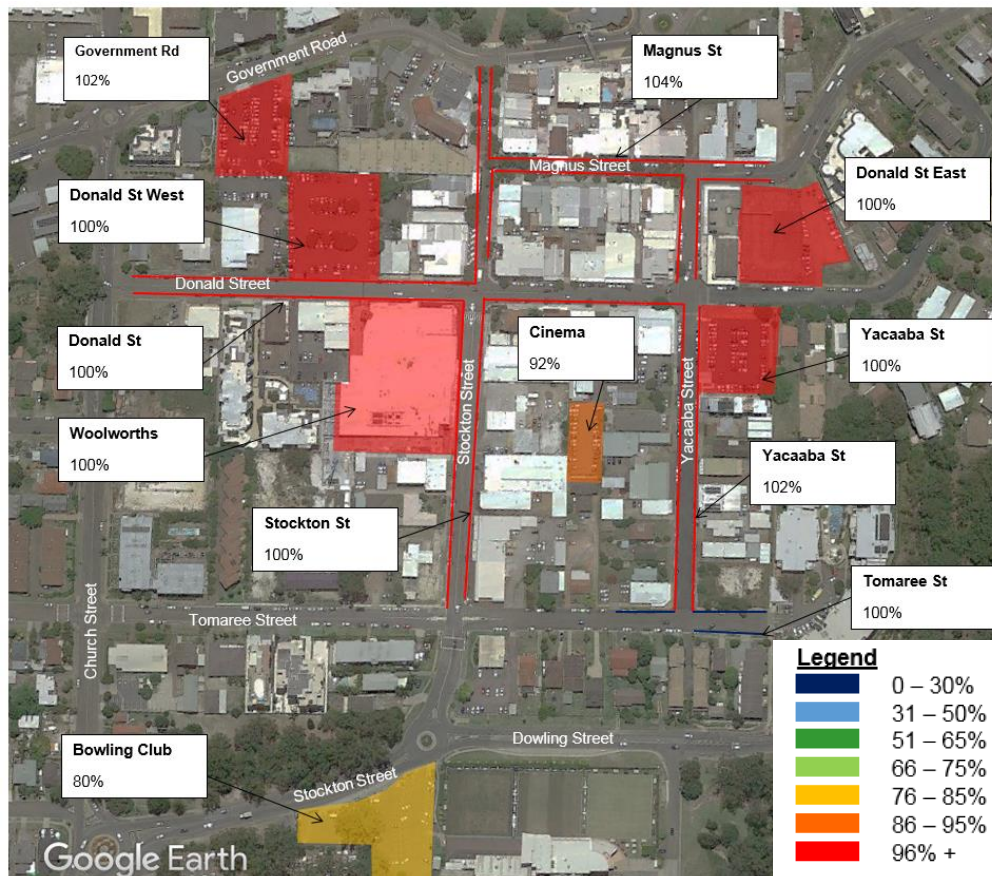 Government Rd
102%
Government Road
Magnus St
104%
Magnus Street
Donald St West
100%
Donald St East
100%
Donald Street
Donald St
100%
Cinema
92%
Yacaaba St
100%
Woolworths
100%
Stockton Street
Yacaaba Street
Yacaaba St
102%
Stockton St
100%
Tomaree St
100%
Tomaree Street
Church Street
Legend
0 – 30%
31 – 50%
51 – 65%
66 – 75%
76 – 85%
86 – 95%
96% +
Bowling Club
80%
Dowling Street
Stockton Street
Google Earth